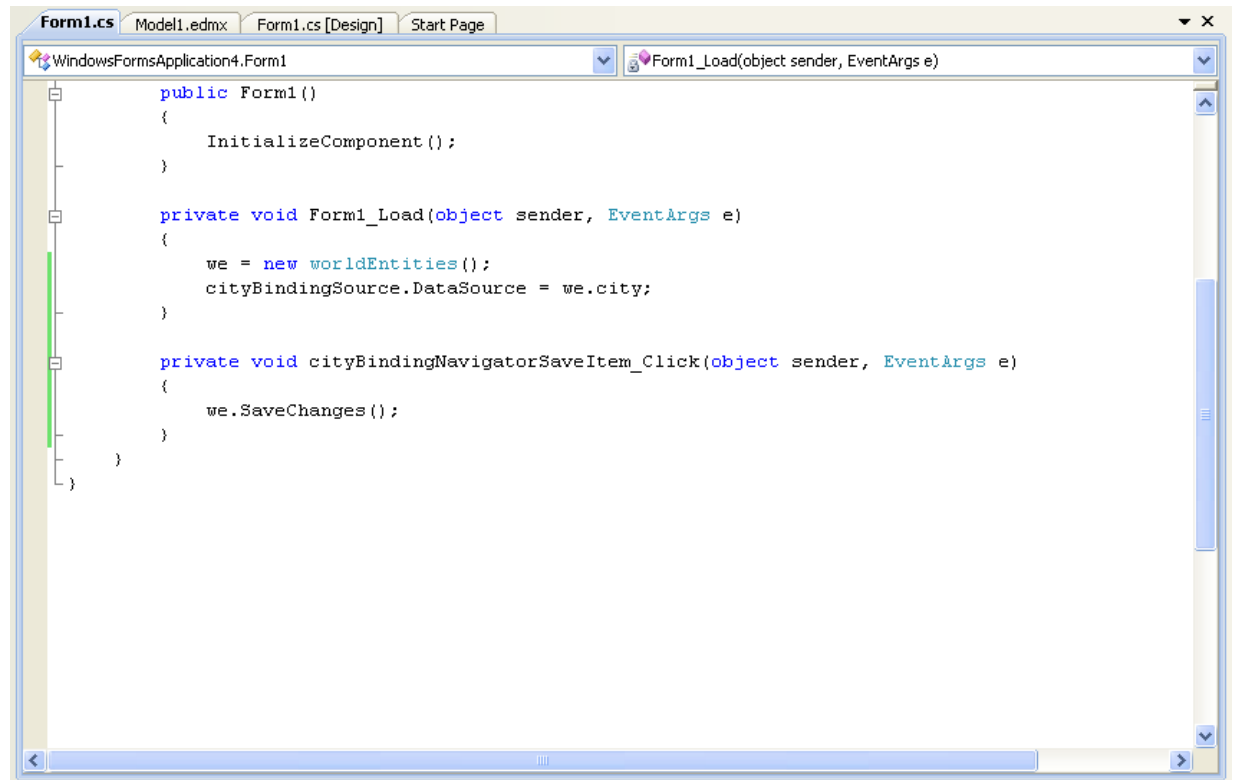 Form1.cs Model1.edmx Form1.cs [Design] Start Page
WindowsFormsApplication4.Form1 Form1_Load(object sender, EventArgs e)
public Form1()
{
InitializeComponent();
}
private void Form1_Load(object sender, EventArgs e)
{
we = new worldEntities();
cityBindingSource.DataSource = we.city;
}
private void cityBindingNavigatorSaveItem_Click(object sender, EventArgs e)
{
we.SaveChanges();
}
}
}